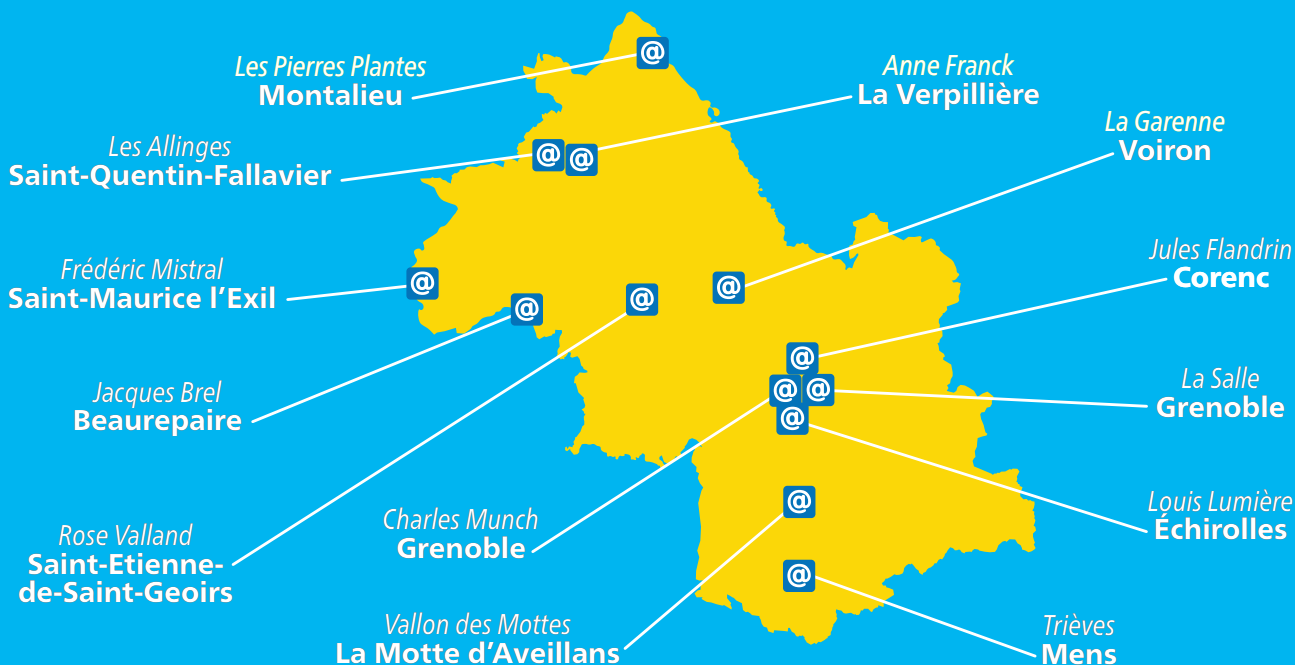 Les Pierres Plantes
Montalieu
Anne Franck
La Verpillière
La Garenne
Voiron
Les Allinges
Saint-Quentin-Fallavier
Jules Flandrin
Corenc
Frédéric Mistral
Saint-Maurice l’Exil
Jacques Brel
Beaurepaire
La Salle
Grenoble
Rose Valland
Saint-Etienne-
de-Saint-Geoirs
Charles Munch
Grenoble
Louis Lumière
Échirolles
Vallon des Mottes
La Motte d’Aveillans
Trièves
Mens
@
@
@
@
@
@
@
@
@
@
@
@
@